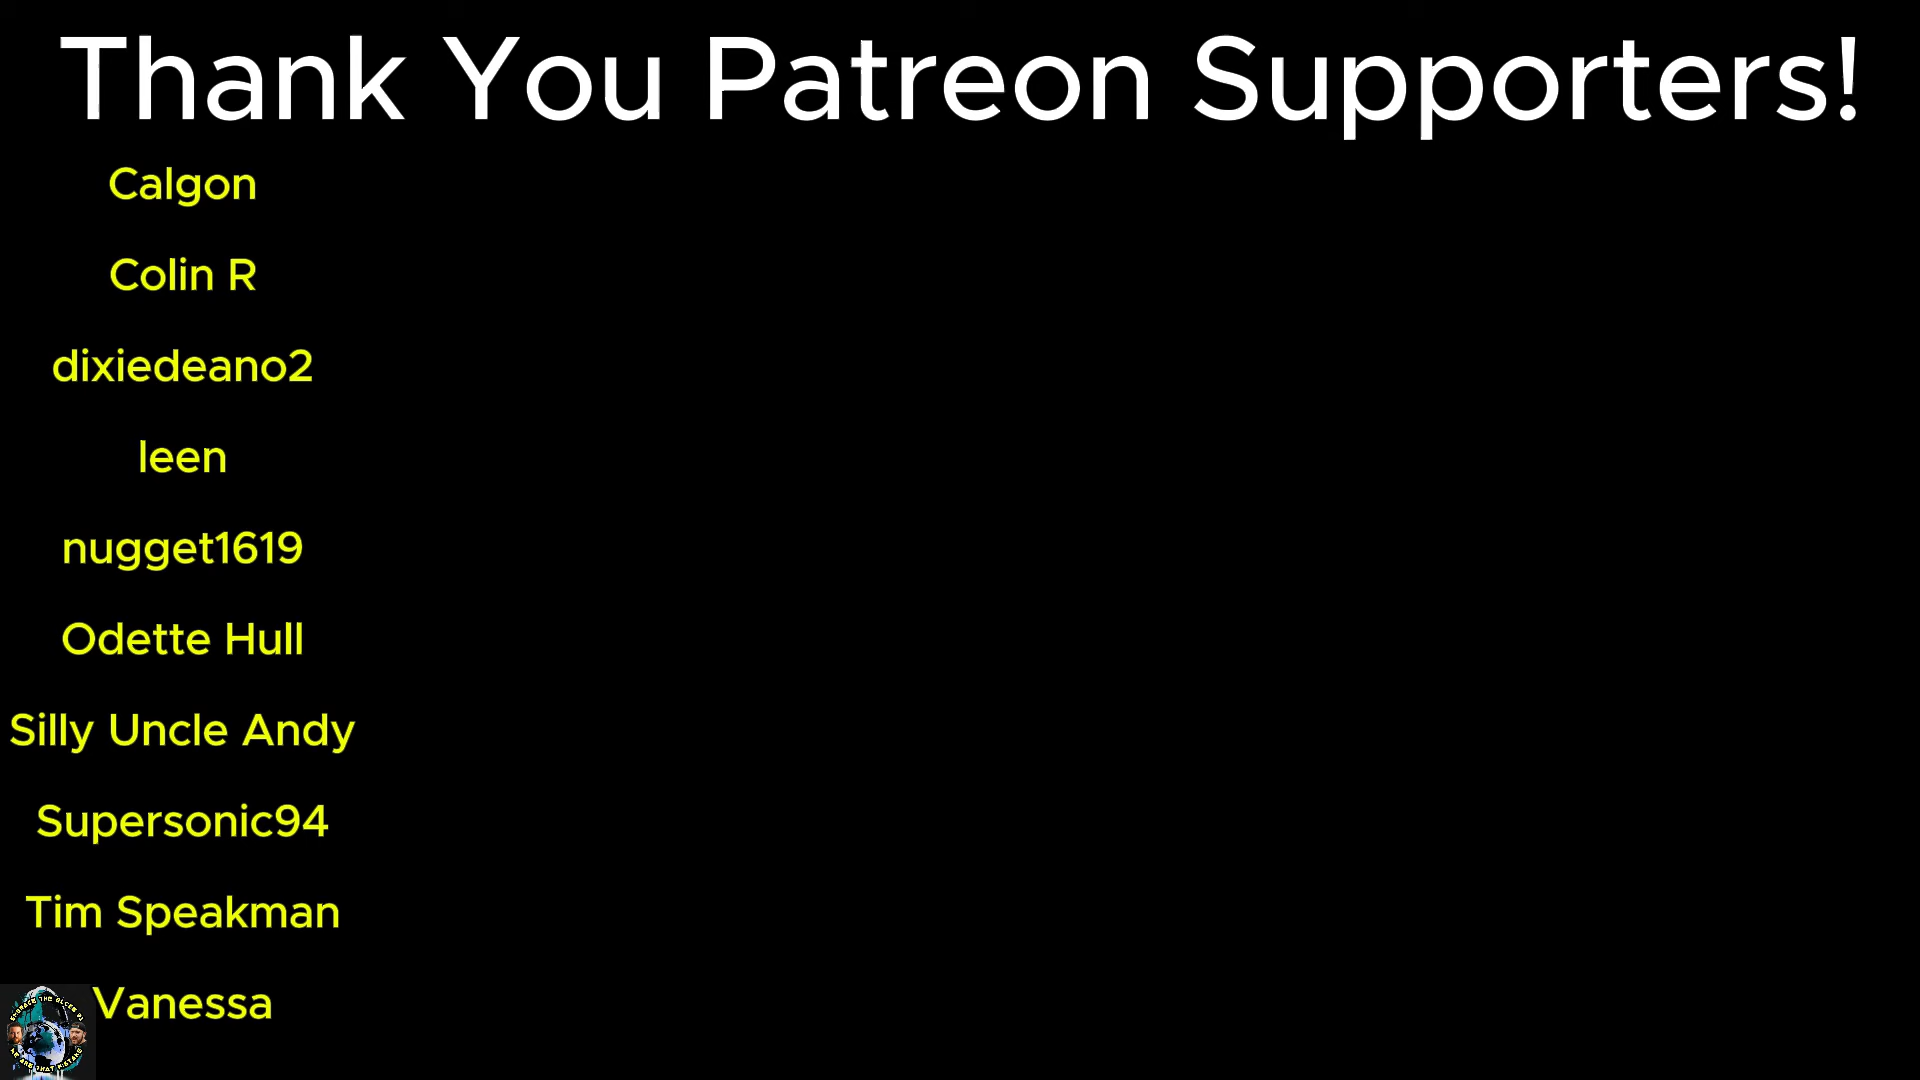 Thank You Patreon Supporters!
Calgon
Colin R
dixiedeano2
leen
nugget1619
Odette Hull
Silly Uncle Andy
Supersonic94
Tim Speakman
Vanessa